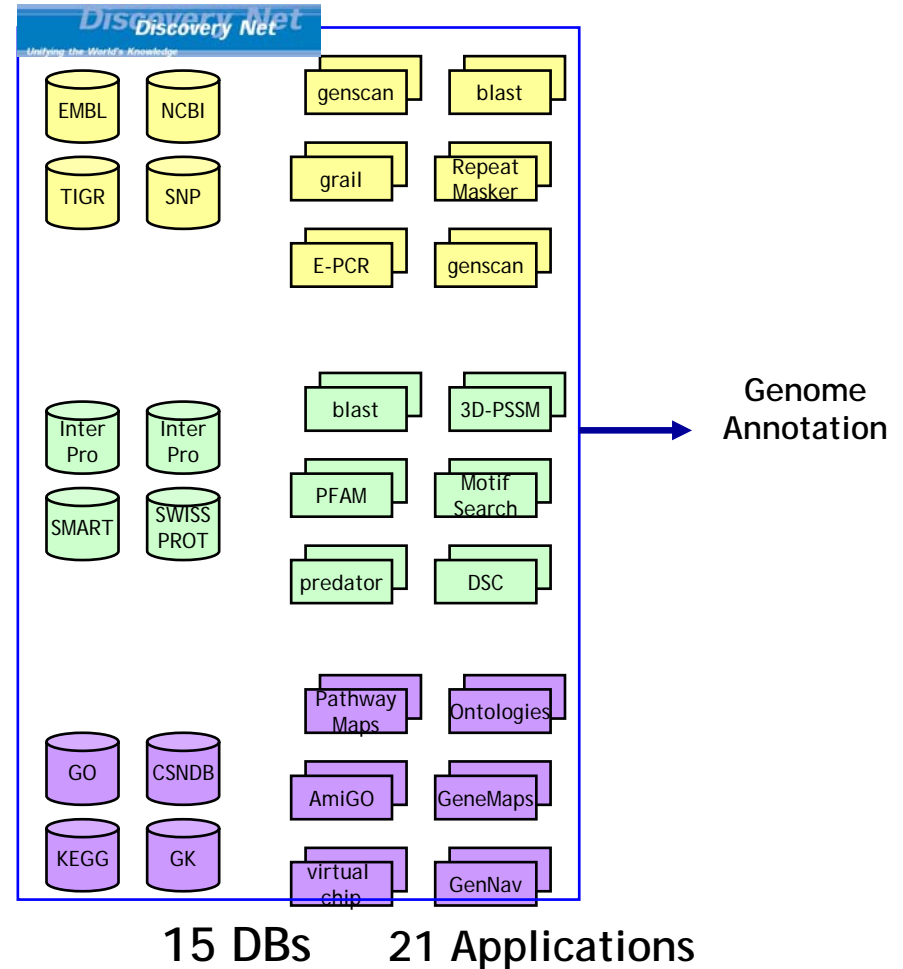 Discovery Net
Discovery Net
Unifying the World's Knowledge
EMBL
NCBI
genscan
blast
TIGR
SNP
grail
Repeat
Masker
E-PCR
genscan
Inter
Pro
Inter
Pro
blast
3D-PSSM
SMART
SWISS
PROT
PFAM
Motif
Search
predator
DSC
Genome
Annotation
Pathway
Maps
Ontologies
GO
CSNDB
AmiGO
GeneMaps
KEGG
GK
virtual
chip
GenNav
15 DBs
21 Applications